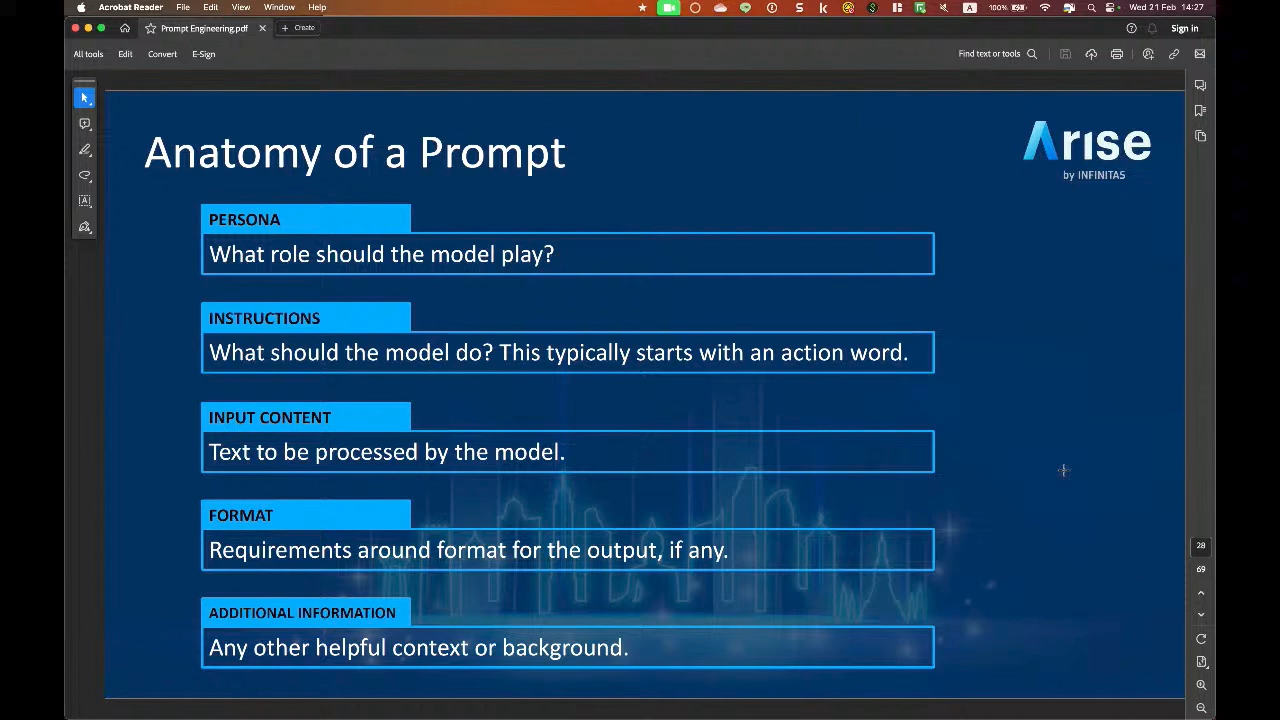 Acrobat Reader File Edit View Window Help 100% Wed 21 Feb 14:27
Prompt Engineering.pdf Create Sign in
All tools Edit Convert E-Sign Find text or tools
Anatomy of a Prompt
Arise
by INFINITAS
PERSONA
What role should the model play?
INSTRUCTIONS
What should the model do? This typically starts with an action word.
INPUT CONTENT
Text to be processed by the model.
FORMAT
Requirements around format for the output, if any.
28
69
ADDITIONAL INFORMATION
Any other helpful context or background.